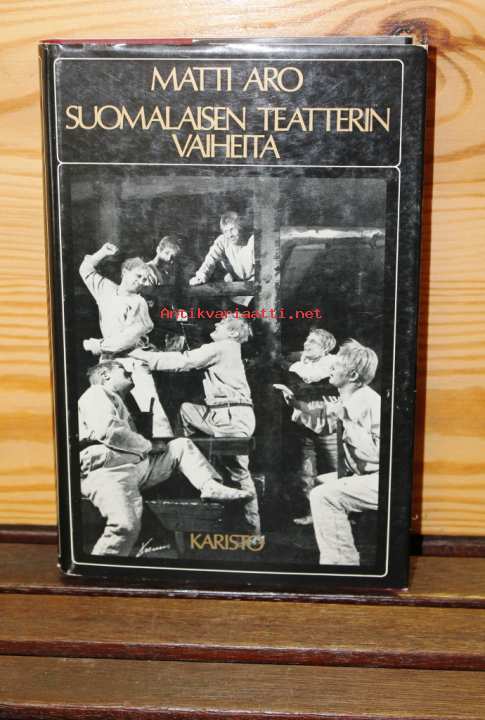 MATTI ARO
SUOMALAISEN TEATTERIN
VAIHEITA
Antikvariaatti.net
KARISTO